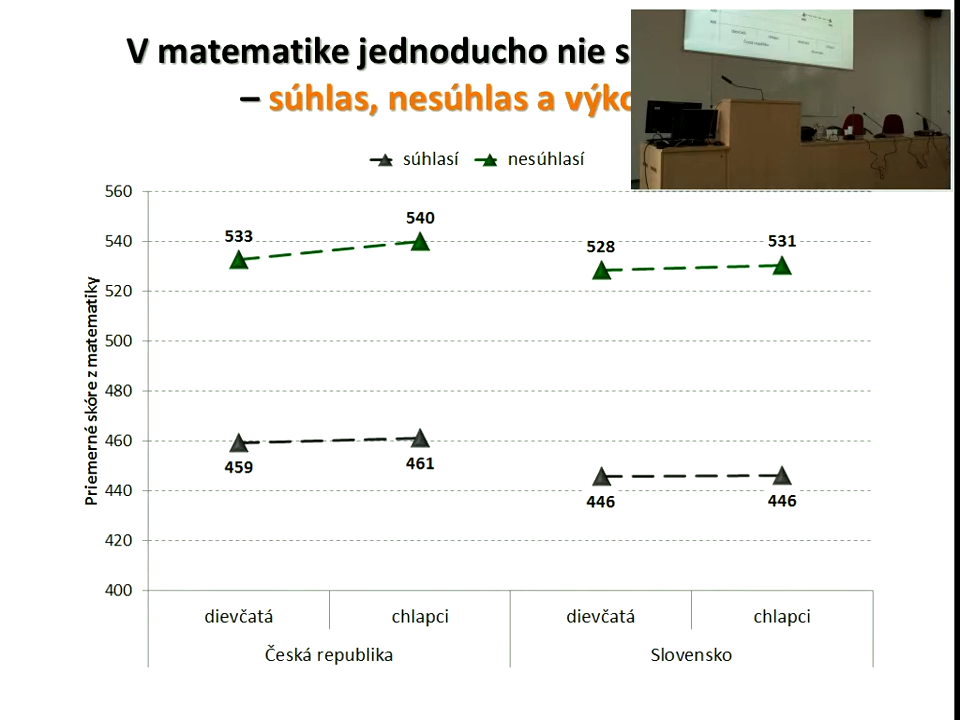 V matematike jednoducho nie
– súhlas, nesúhlas a
súhlasí
nesúhlasí
Priemerné skóre z matematiky
560
540
520
500
480
460
440
420
400
533
540
528
531
459
461
446
446
dievčatá
chlapci
dievčatá
chlapci
Česká republika
Slovensko